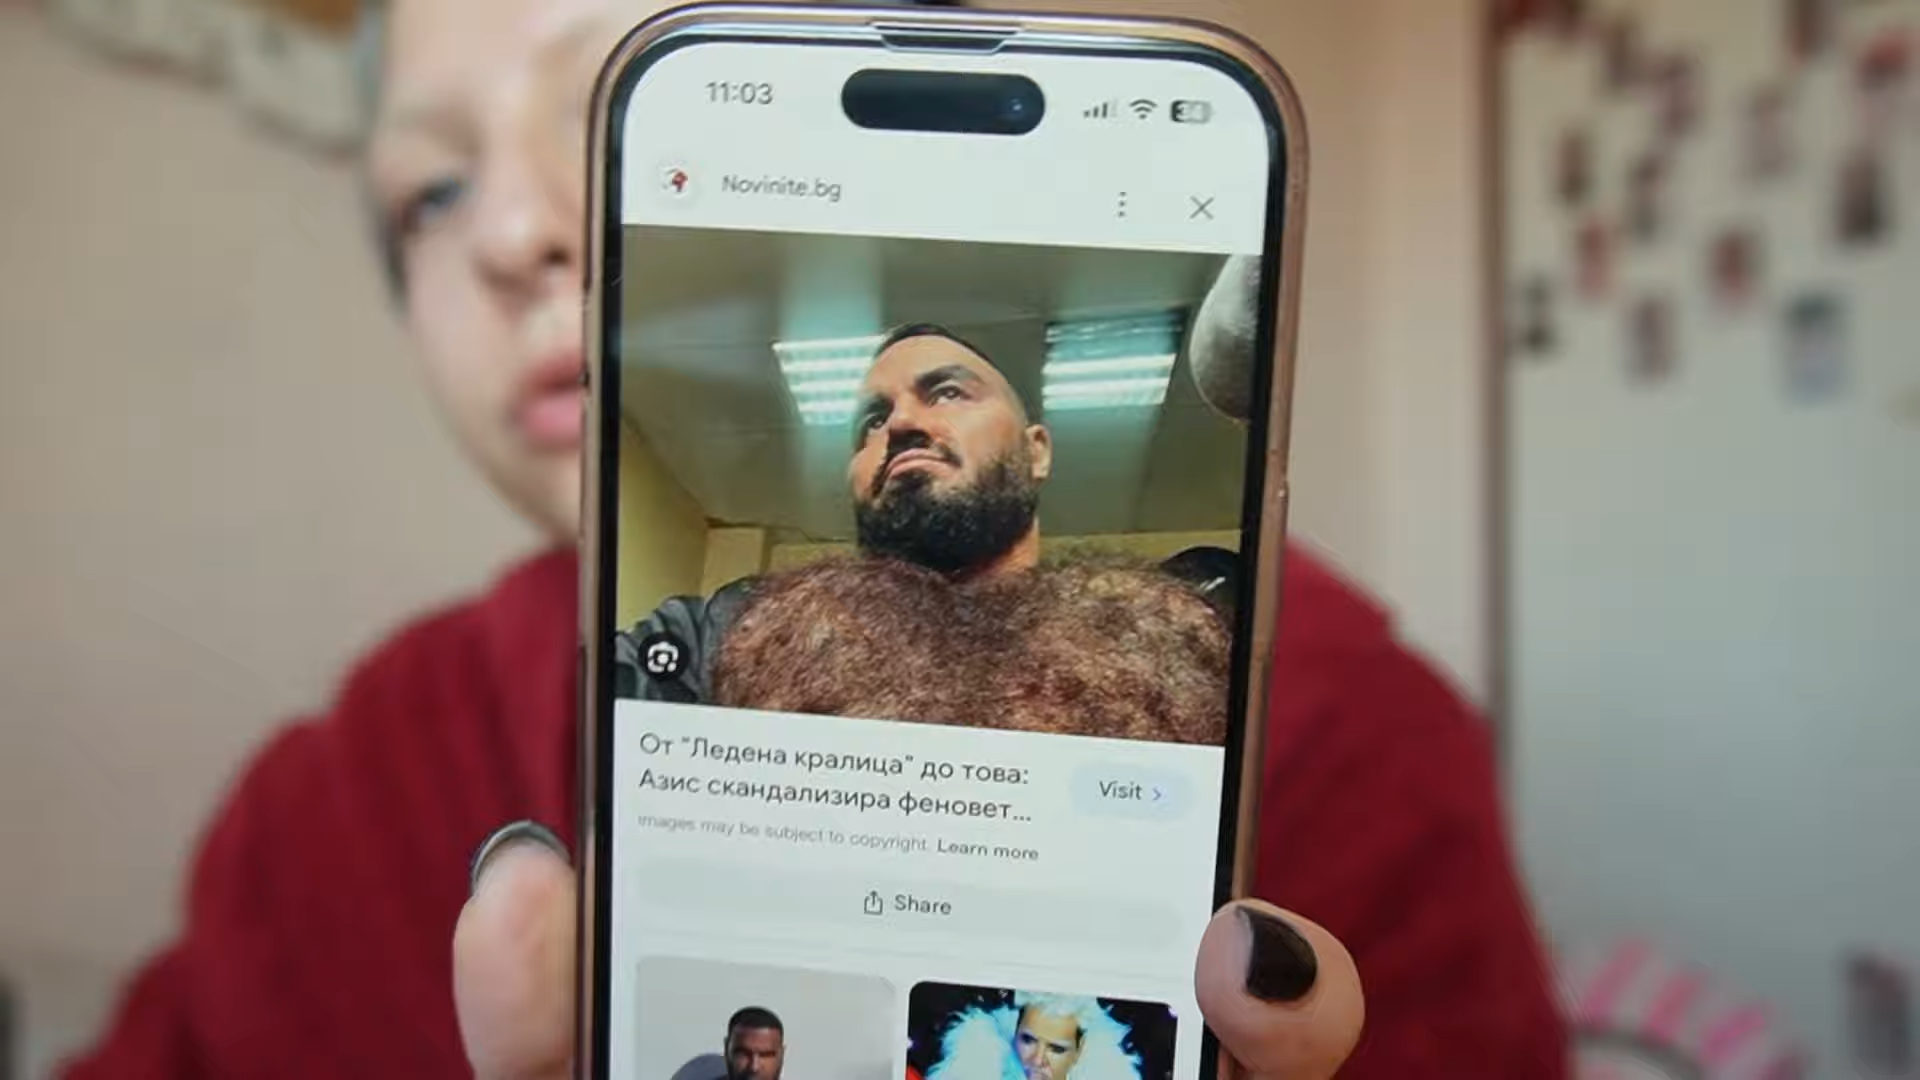 11:03
34
Novinite.bg
От "Ледена кралица" до това:
Азис скандализира феновет...
Visit
Images may be subject to copyright. Learn more
Share